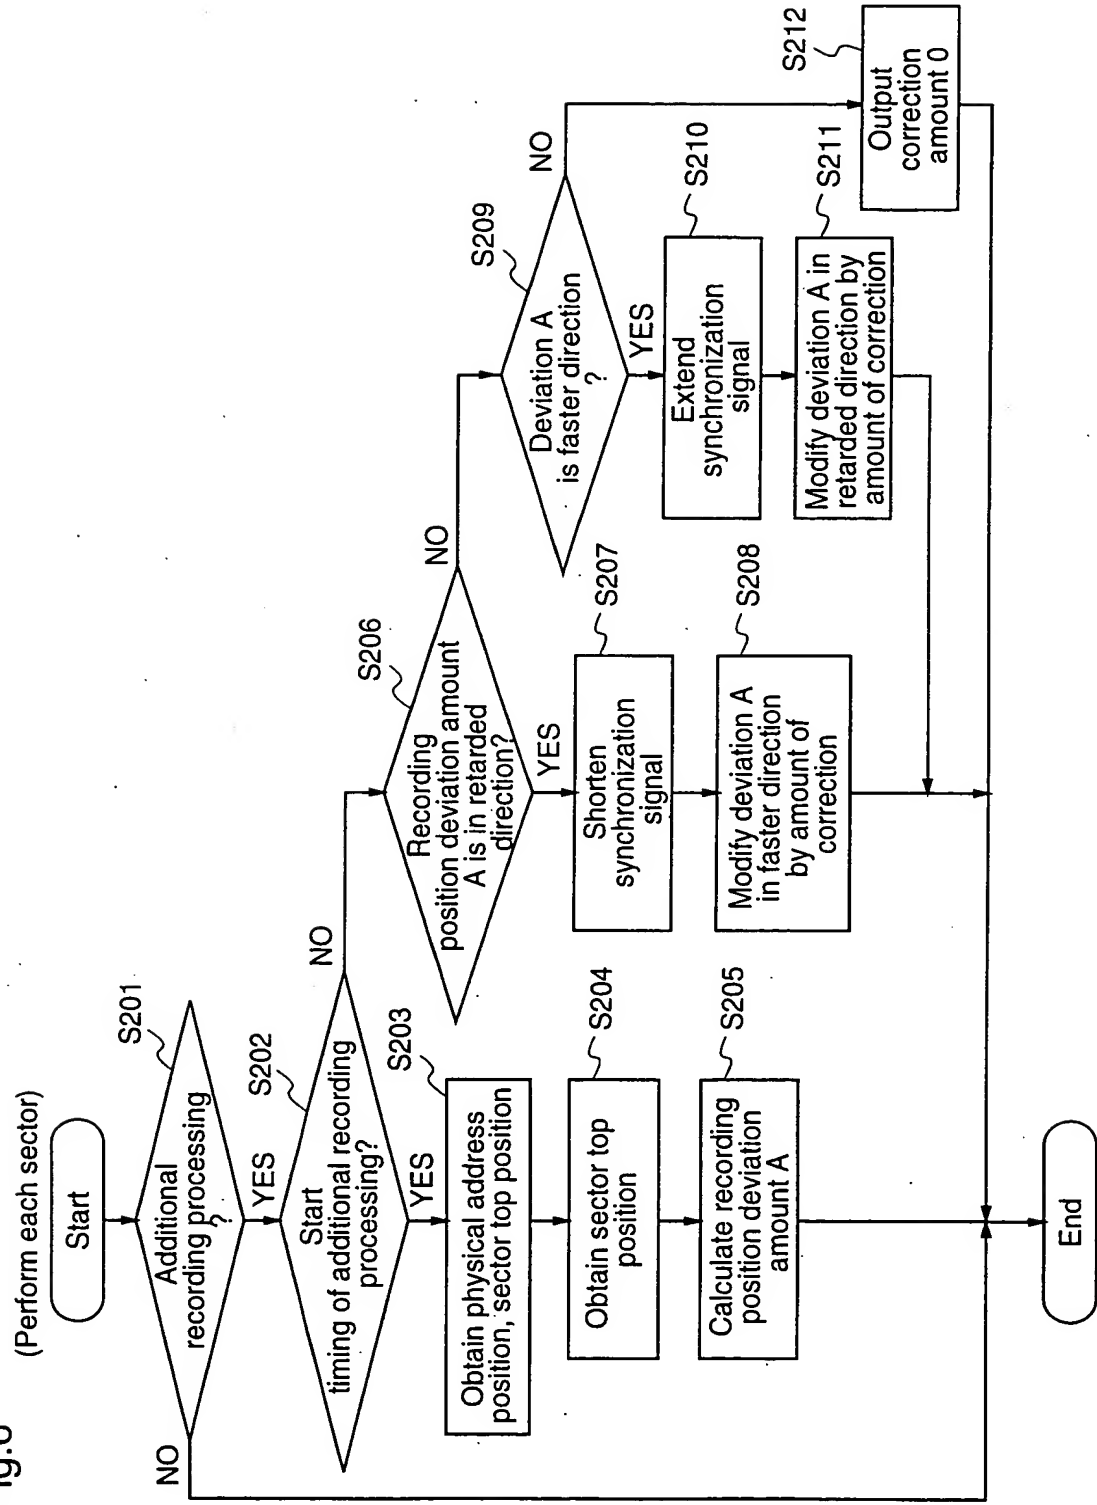 (Perform each sector)
Start
S201
Additional
recording processing
?
NO
YES
S202
Start
timing of additional recording
processing?
NO
YES
S203
Obtain physical address
position, sector top position
S204
Obtain sector top
position
S205
Calculate recording
position deviation
amount A
S206
Recording
position deviation amount
A is in retarded
direction?
NO
YES
S207
Shorten
synchronization
signal
S208
Modify deviation A
in faster direction
by amount of
correction
S209
Deviation A
is faster direction
?
NO
YES
S210
Extend
synchronization
signal
S211
Modify deviation A in
retarded direction by
amount of correction
S212
Output
correction
amount 0
End